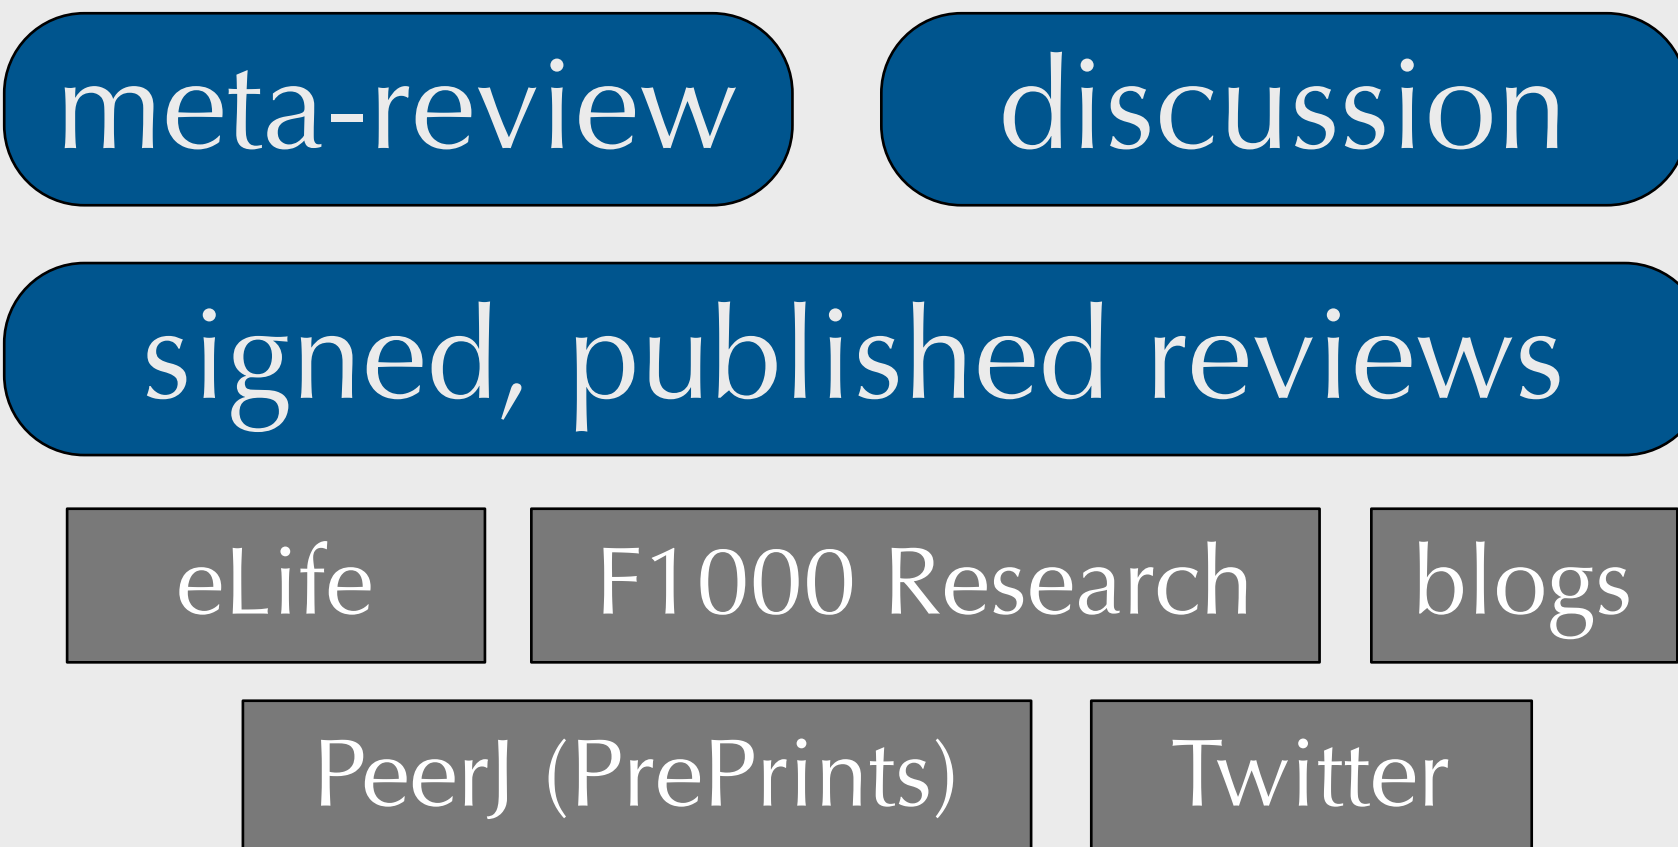 meta-review discussion
signed, published reviews
eLife F1000 Research blogs
PeerJ (PrePrints) Twitter